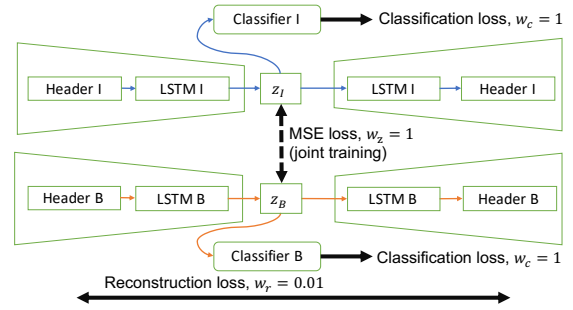 Classifier I
Classification loss, w_c = 1
Header I
LSTM I
z_I
LSTM I
Header I
MSE loss, w_z = 1
(joint training)
Header B
LSTM B
z_B
LSTM B
Header B
Classifier B
Classification loss, w_c = 1
Reconstruction loss, w_r = 0.01